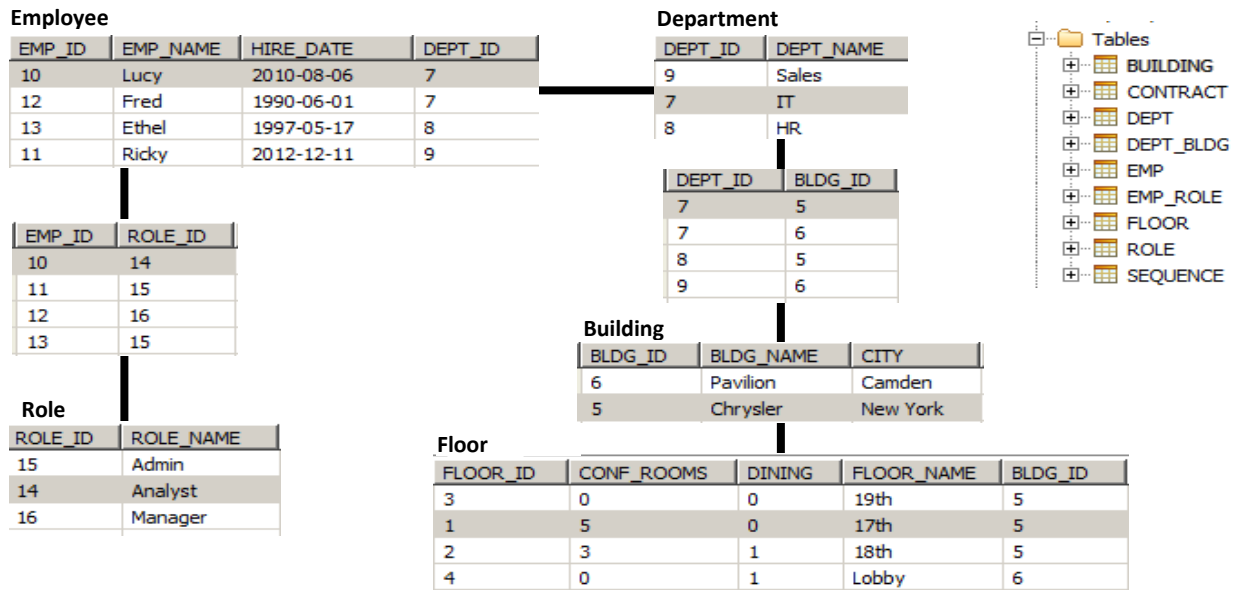 Employee
EMP_ID EMP_NAME HIRE_DATE DEPT_ID
10 Lucy 2010-08-06 7
12 Fred 1990-06-01 7
13 Ethel 1997-05-17 8
11 Ricky 2012-12-11 9
EMP_ID ROLE_ID
10 14
11 15
12 16
13 15
Role
ROLE_ID ROLE_NAME
15 Admin
14 Analyst
16 Manager
Department
DEPT_ID DEPT_NAME
9 Sales
7 IT
8 HR
DEPT_ID BLDG_ID
7 5
7 6
8 5
9 6
Building
BLDG_ID BLDG_NAME CITY
6 Pavilion Camden
5 Chrysler New York
Floor
FLOOR_ID CONF_ROOMS DINING FLOOR_NAME BLDG_ID
3 0 0 19th 5
1 5 0 17th 5
2 3 1 18th 5
4 0 1 Lobby 6
Tables
BUILDING
CONTRACT
DEPT
DEPT_BLDG
EMP
EMP_ROLE
FLOOR
ROLE
SEQUENCE